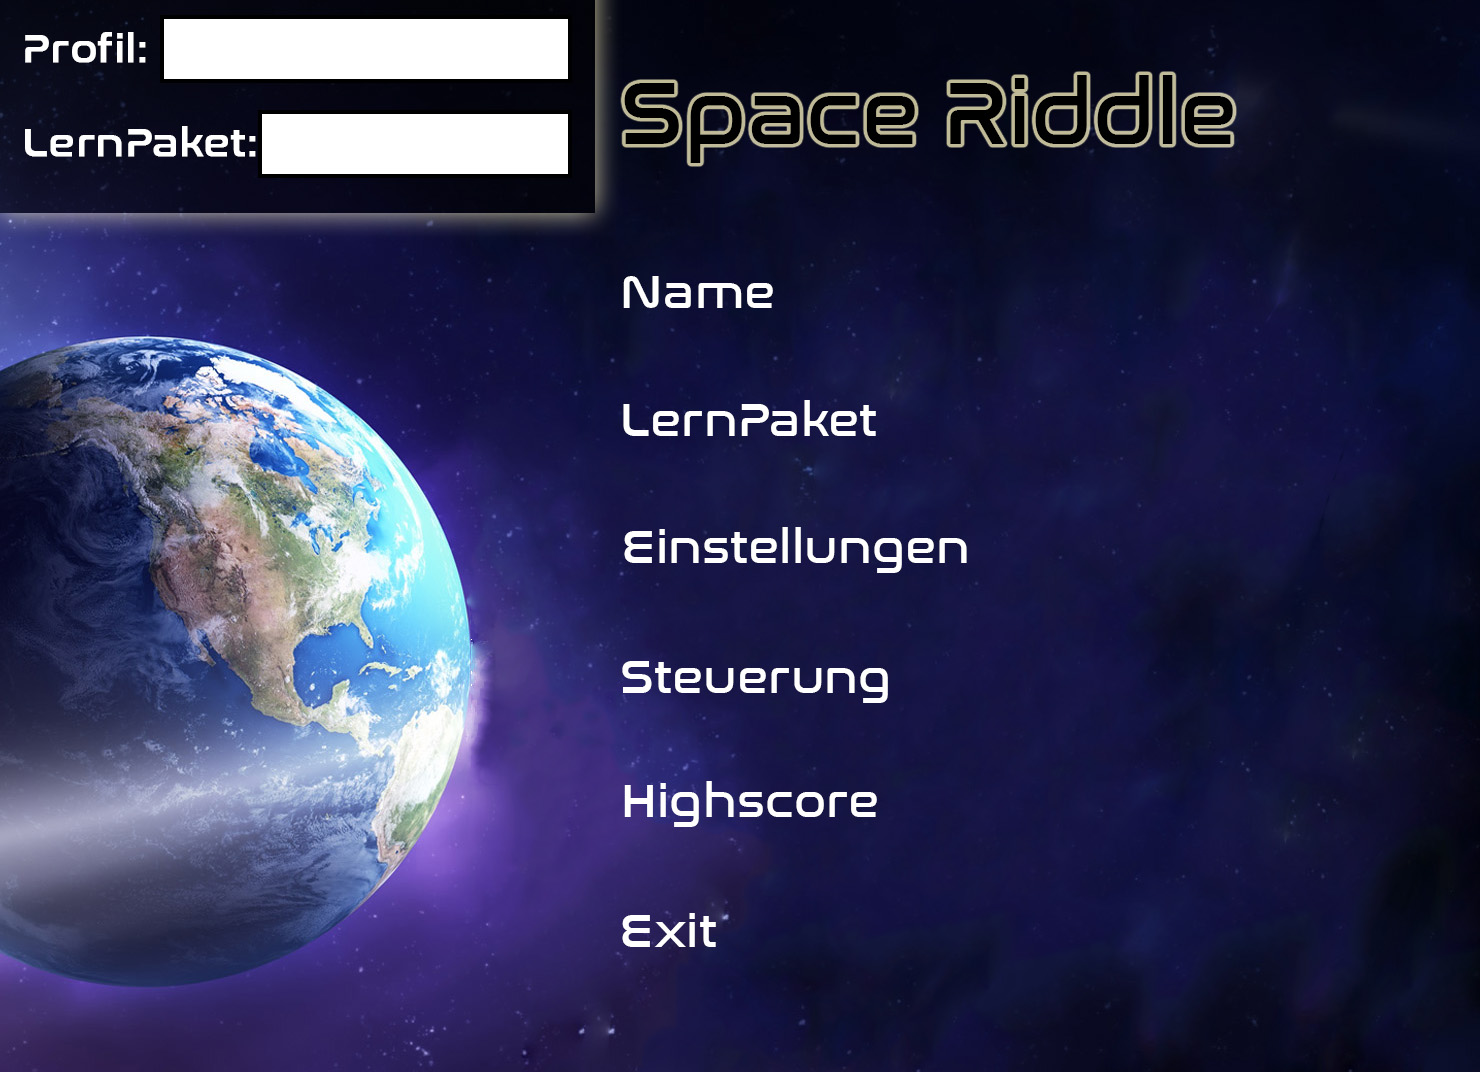 Profil:
LernPaket:
Space Riddle
Name
LernPaket
Einstellungen
Steuerung
Highscore
Exit